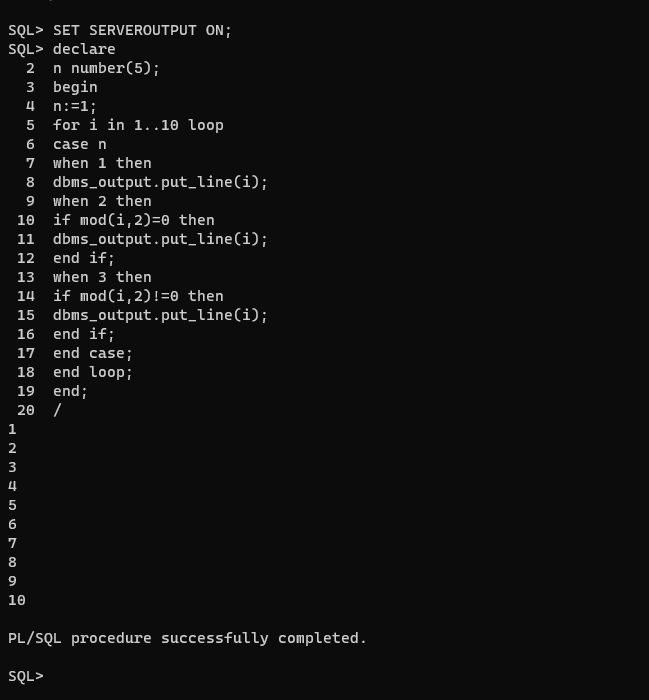 SQL> SET SERVEROUTPUT ON;
SQL> declare
  2  n number(5);
  3  begin
  4  n:=1;
  5  for i in 1..10 loop
  6  case n
  7  when 1 then
  8  dbms_output.put_line(i);
  9  when 2 then
 10  if mod(i,2)=0 then
 11  dbms_output.put_line(i);
 12  end if;
 13  when 3 then
 14  if mod(i,2)!=0 then
 15  dbms_output.put_line(i);
 16  end if;
 17  end case;
 18  end loop;
 19  end;
 20  /
1
2
3
4
5
6
7
8
9
10
PL/SQL procedure successfully completed.
SQL>